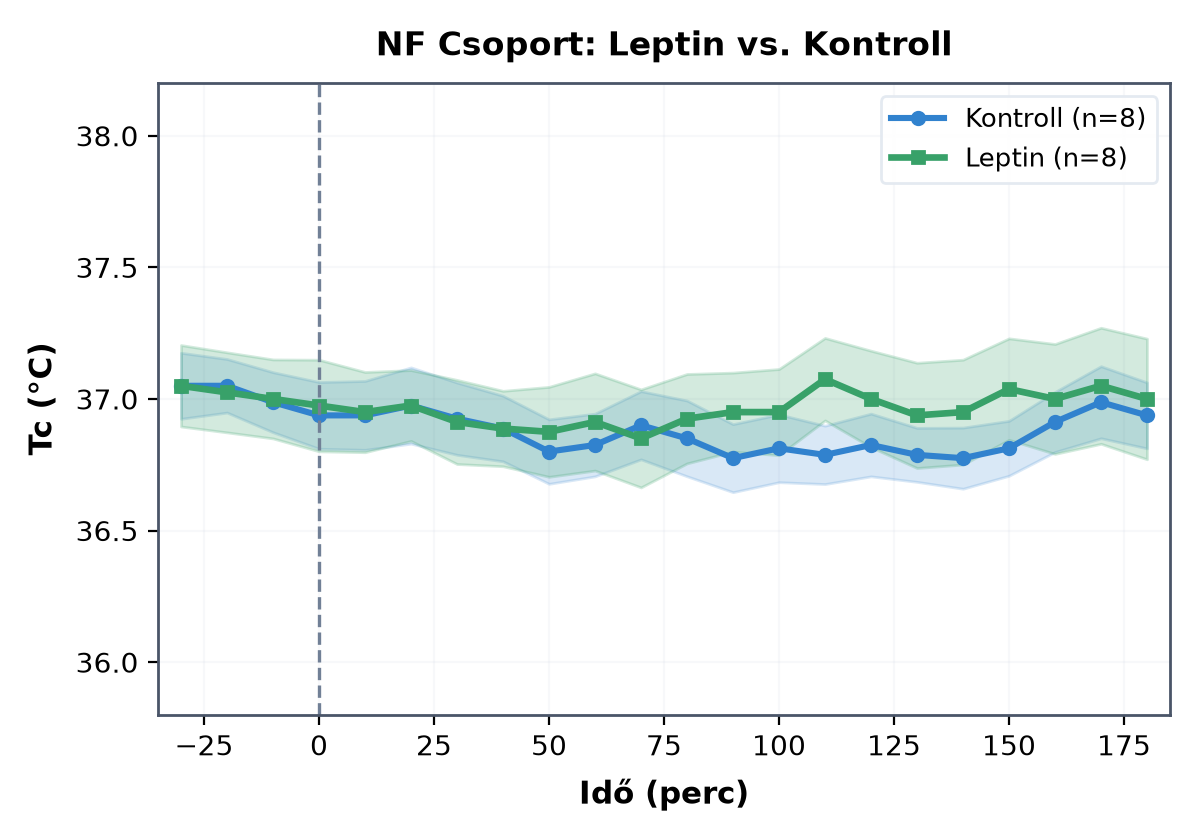 NF Csoport: Leptin vs. Kontroll
Kontroll (n=8)
Leptin (n=8)
38.0
37.5
37.0
36.5
36.0
Tc (°C)
−25 0 25 50 75 100 125 150 175
Idő (perc)